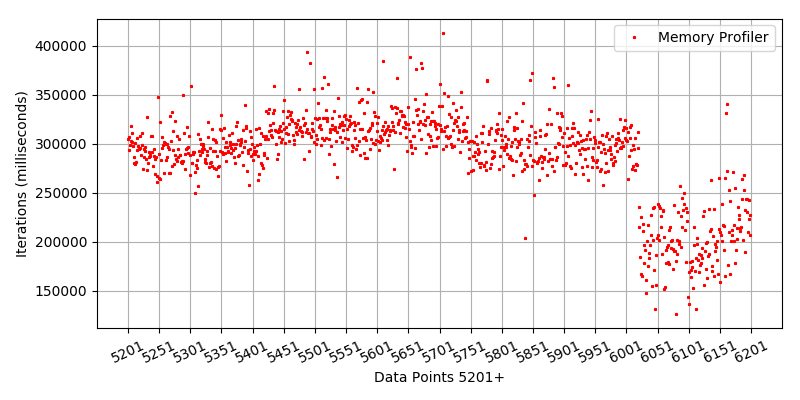 Memory Profiler
400000
350000
300000
250000
200000
150000
Iterations (milliseconds)
5201 5251 5301 5351 5401 5451 5501 5551 5601 5651 5701 5751 5801 5851 5901 5951 6001 6051 6101 6151 6201
Data Points 5201+